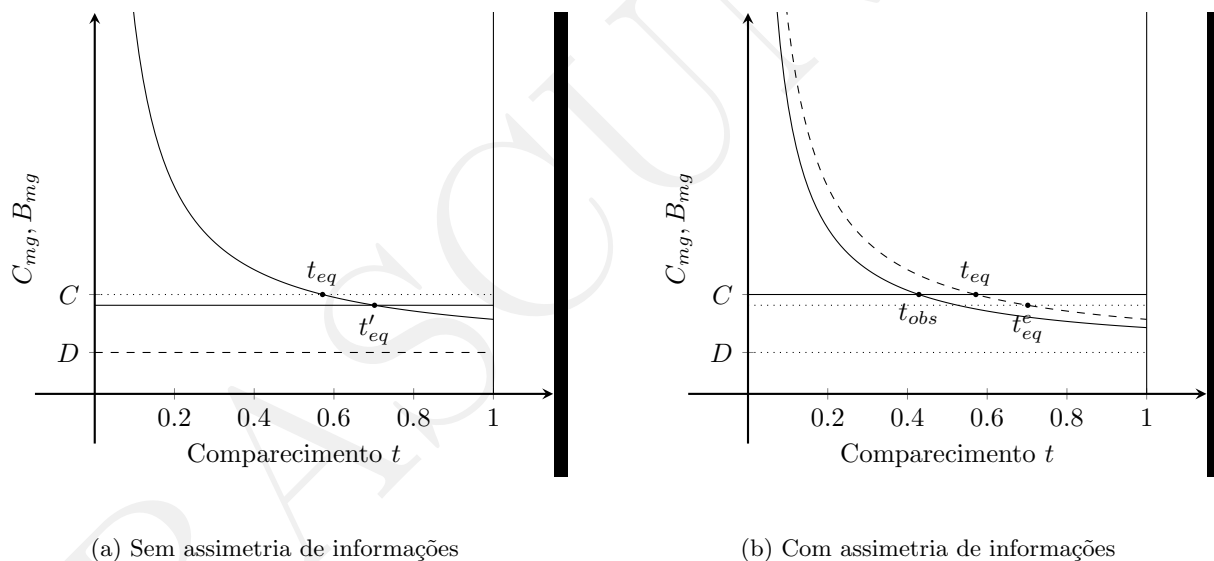 C_{mg}, B_{mg}
t_{eq}
C
t'_{eq}
D
0.2 0.4 0.6 0.8 1
Comparecimento t
(a) Sem assimetria de informações
C_{mg}, B_{mg}
t_{eq}
C
t_{obs} t^{e}_{eq}
D
0.2 0.4 0.6 0.8 1
Comparecimento t
(b) Com assimetria de informações
RASCUN